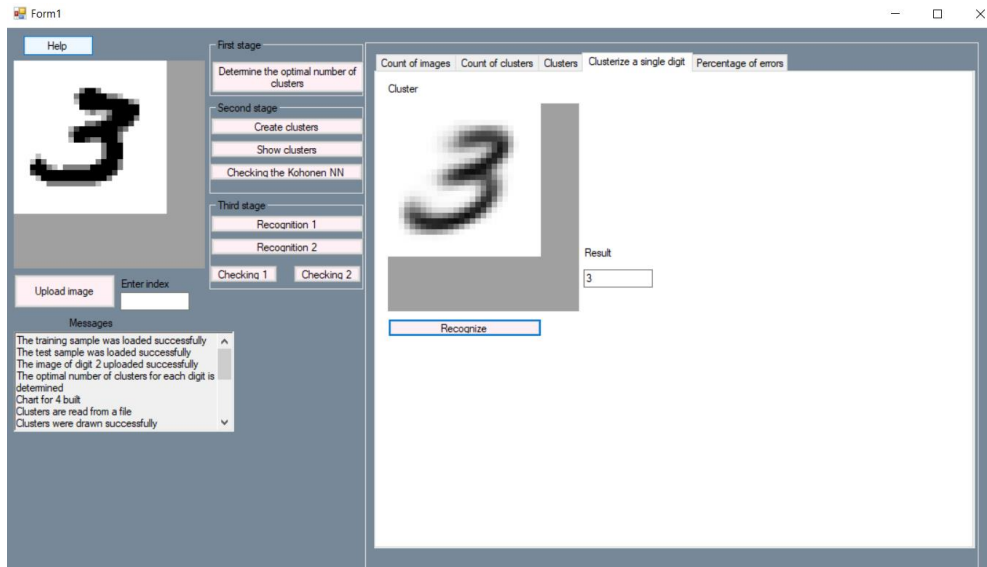 Form1
Help
First stage
Determine the optimal number of
clusters
Second stage
Create clusters
Show clusters
Checking the Kohonen NN
Third stage
Recognition 1
Recognition 2
Checking 1 Checking 2
3
Upload image
Enter index
Messages
The training sample was loaded successfully
The test sample was loaded successfully
The image of digit 2 uploaded successfully
The optimal number of clusters for each digit is
determined
Chart for 4 built
Clusters are read from a file
Clusters were drawn successfully
Count of images Count of clusters Clusters Clusterize a single digit Percentage of errors
Cluster
3
Result
3
Recognize